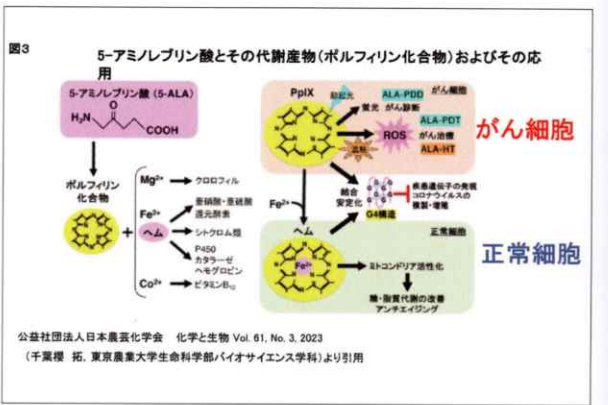 図3
5-アミノレブリン酸とその代謝産物(ポルフィリン化合物)およびその応
用
5-アミノレブリン酸 (5-ALA)
O
H₂N
COOH
ポルフィリン
化合物
+
Mg²⁺
クロロフィル
Fe²⁺
ヘム
亜硝酸・亜硫酸
還元酵素
シトクロム類
P450
カタラーゼ
ヘモグロビン
Co²⁺
ビタミンB₁₂
PpIX
がん細胞
ALA-PDD
蛍光 がん診断
ALA-PDT
ROS
がん治療
ALA-HT
がん細胞
Fe²⁺
結合
安定化
G4構造
疾患遺伝子の発現
コロナウイルスの
複製・増殖
ヘム
正常細胞
Fe²⁺
ミトコンドリア活性化
糖・脂質代謝の改善
アンチエイジング
正常細胞
公益社団法人日本農芸化学会 化学と生物 Vol. 61, No. 3, 2023
(千葉櫻 拓, 東京農業大学生命科学部バイオサイエンス学科)より引用